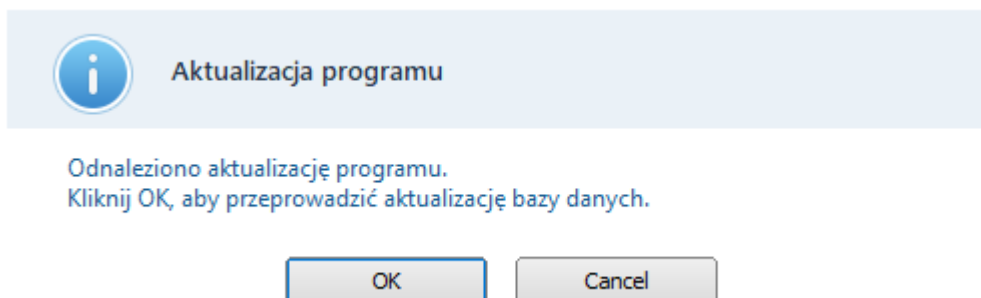 Aktualizacja programu
Odnaleziono aktualizację programu.
Kliknij OK, aby przeprowadzić aktualizację bazy danych.
OK
Cancel